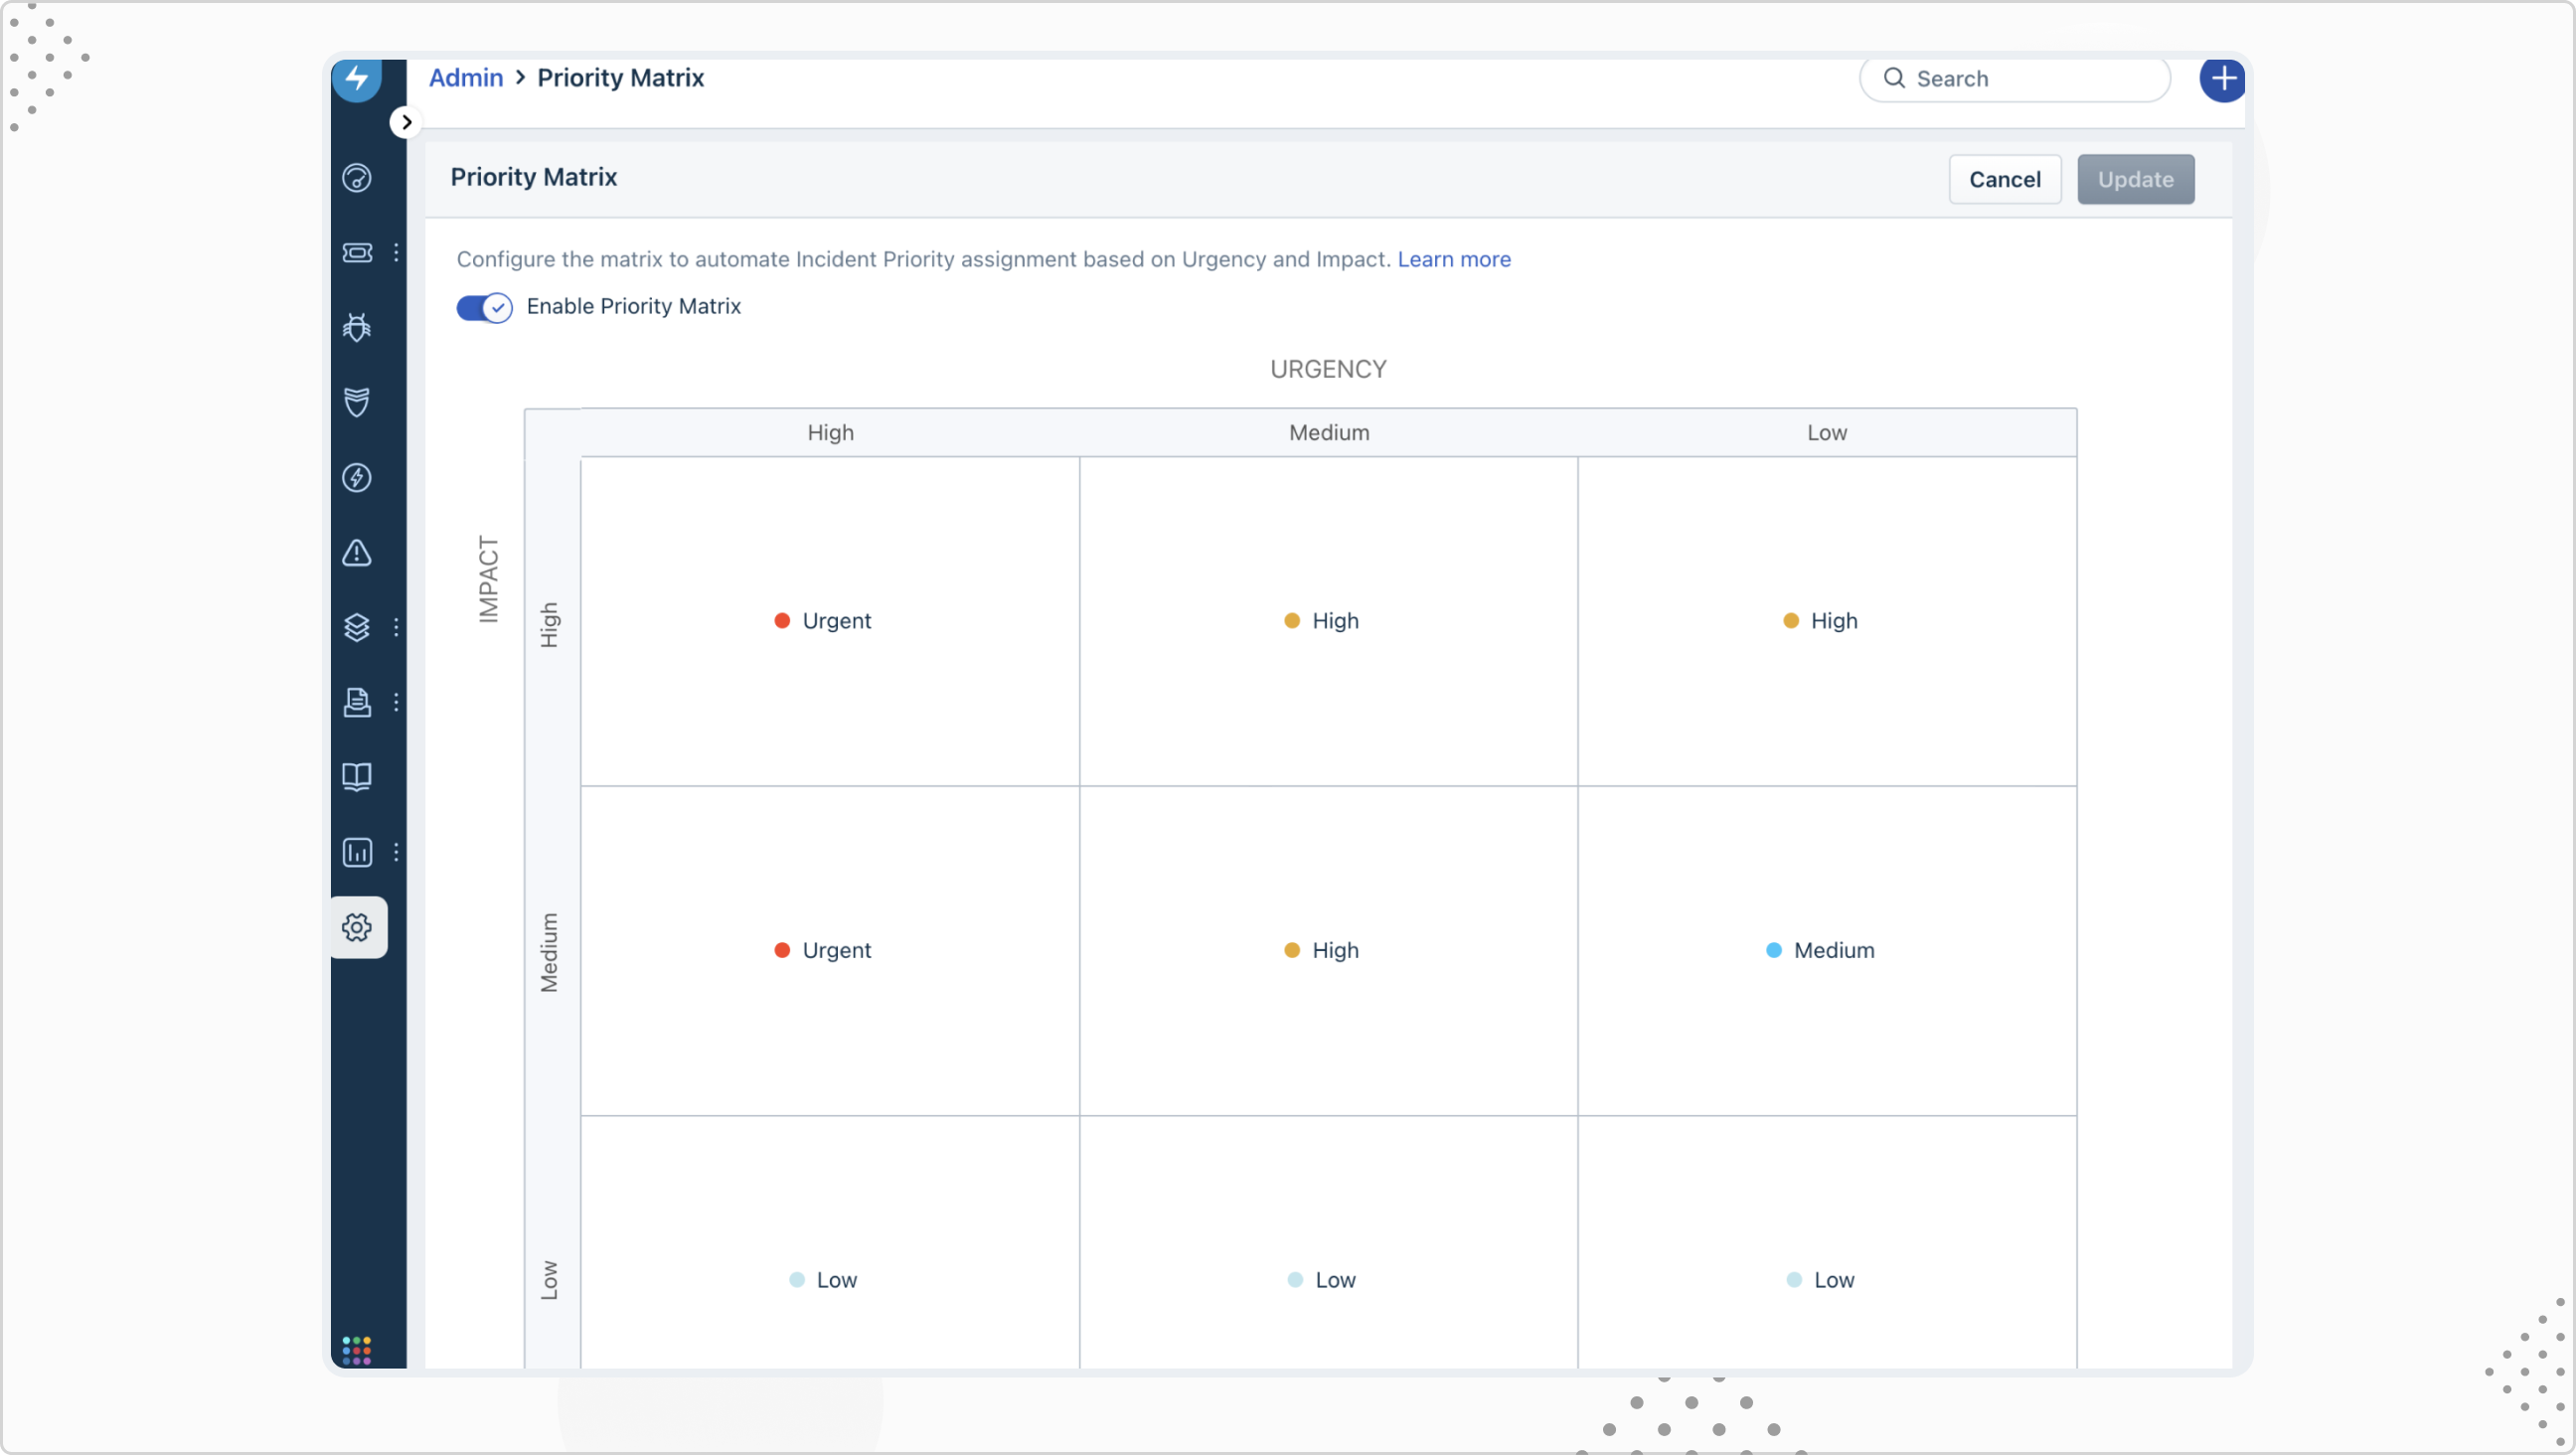 Admin > Priority Matrix
Search
Priority Matrix
Cancel
Update
Configure the matrix to automate Incident Priority assignment based on Urgency and Impact. Learn more
Enable Priority Matrix
URGENCY
High
Medium
Low
IMPACT
High
Urgent
High
High
Medium
Urgent
High
Medium
Low
Low
Low
Low